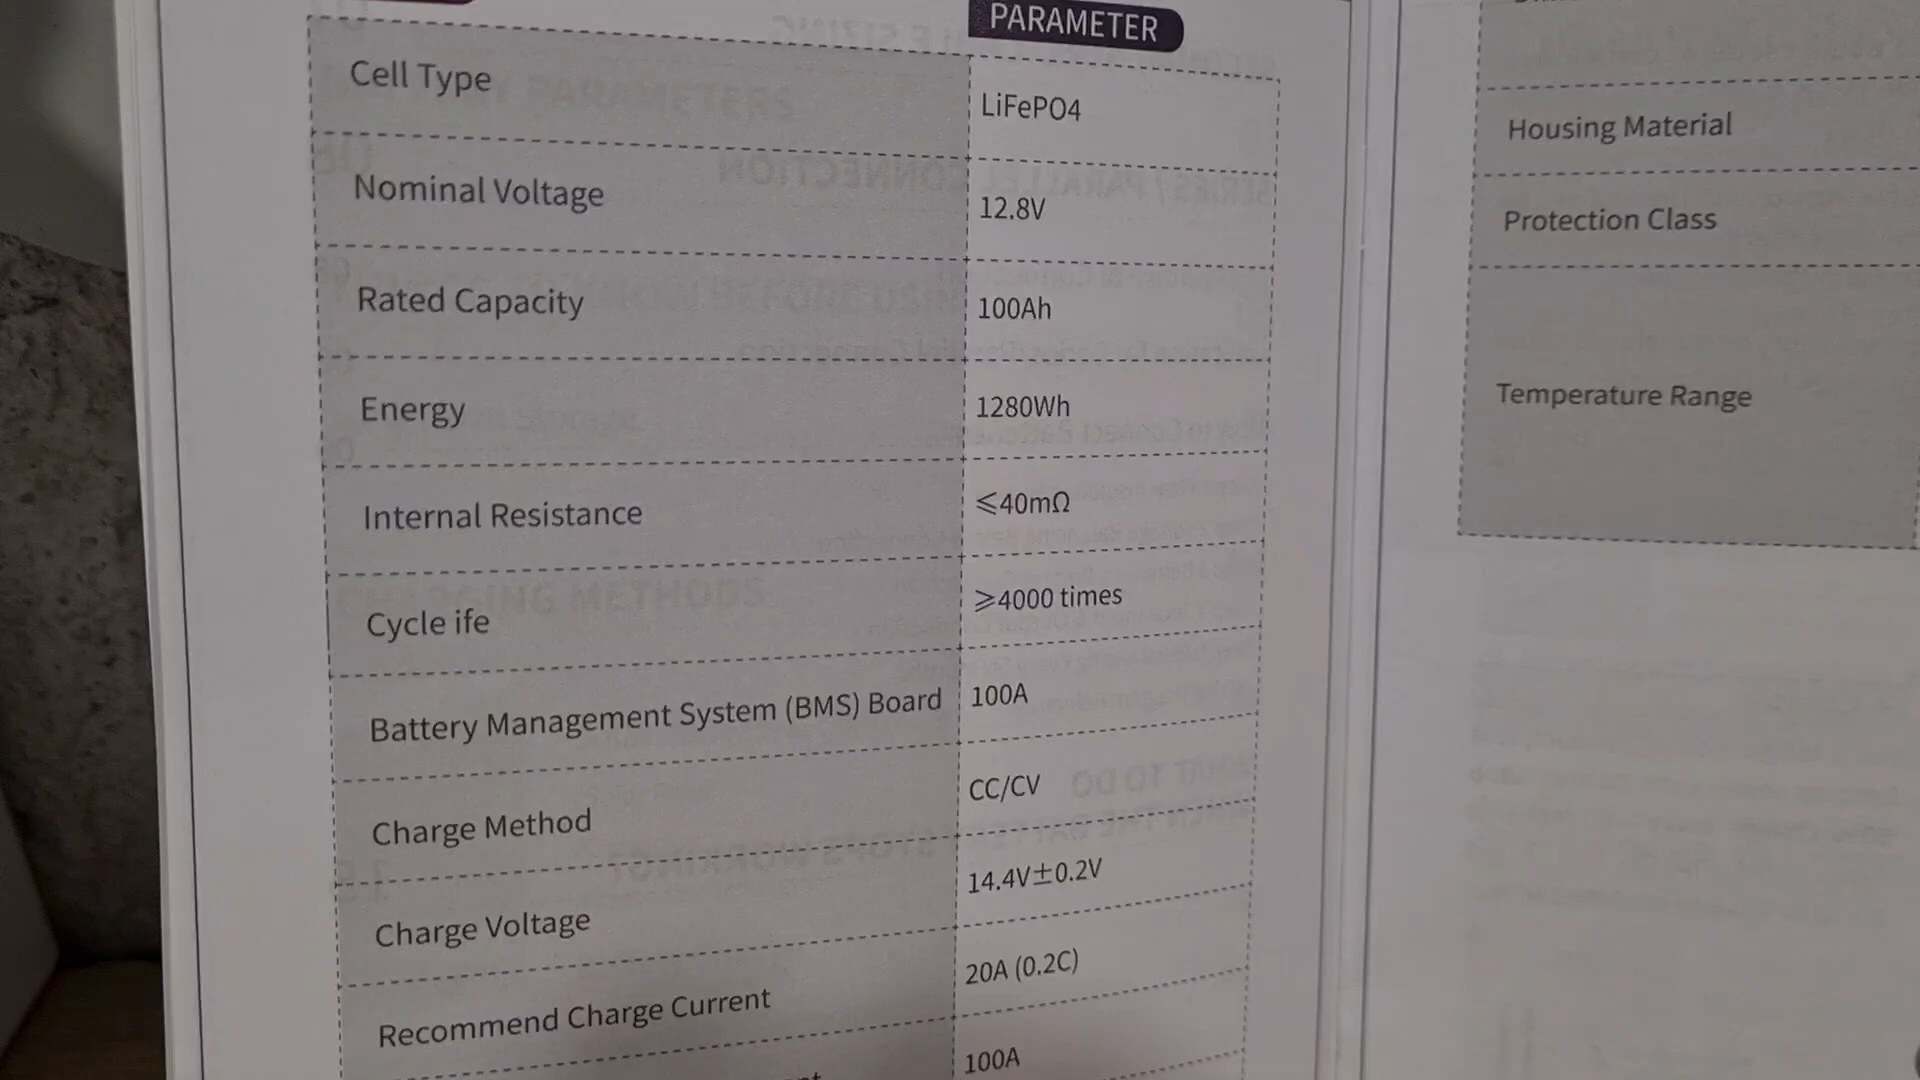 PARAMETER
Cell Type
LiFePO4
Nominal Voltage
12.8V
Rated Capacity
100Ah
Energy
1280Wh
Internal Resistance
≤40mΩ
Cycle ife
≥4000 times
Battery Management System (BMS) Board
100A
Charge Method
CC/CV
Charge Voltage
14.4V±0.2V
Recommend Charge Current
20A (0.2C)
100A
Housing Material
Protection Class
Temperature Range